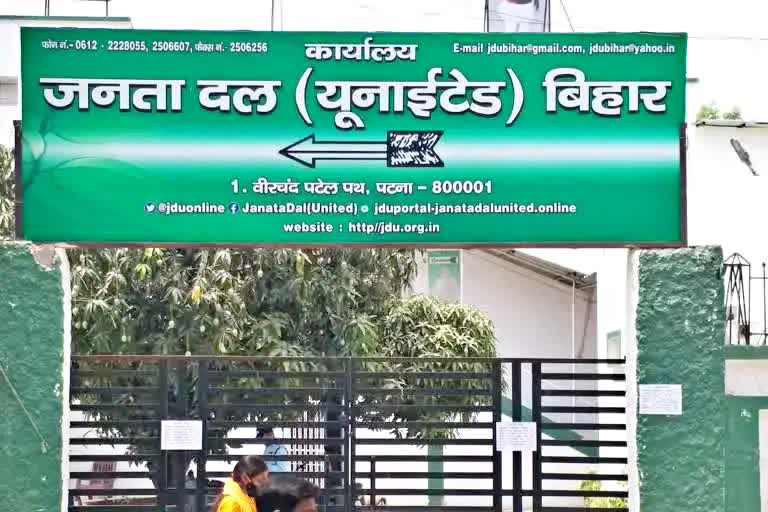 फोन नं.- 0612 - 2228055, 2506607, फेक्स नं.- 2506256
कार्यालय
E-mail jdubihar@gmail.com, jdubihar@yahoo.in
जनता दल (यूनाईटेड) बिहार
1. वीरचंद पटेल पथ, पटना - 800001
@jduonline JanataDal(United) jduportal-janatadalunited.online
website : http//jdu.org.in